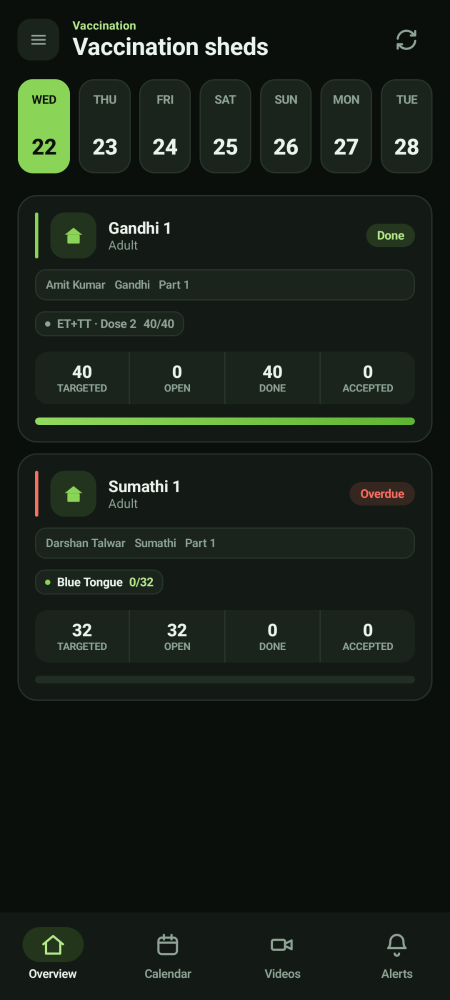 Vaccination
Vaccination sheds
WED THU FRI SAT SUN MON TUE
22 23 24 25 26 27 28
Gandhi 1
Adult
Done
Amit Kumar Gandhi Part 1
ET+TT · Dose 2 40/40
40 0 40 0
TARGETED OPEN DONE ACCEPTED
Sumathi 1
Adult
Overdue
Darshan Talwar Sumathi Part 1
Blue Tongue 0/32
32 32 0 0
TARGETED OPEN DONE ACCEPTED
Overview Calendar Videos Alerts